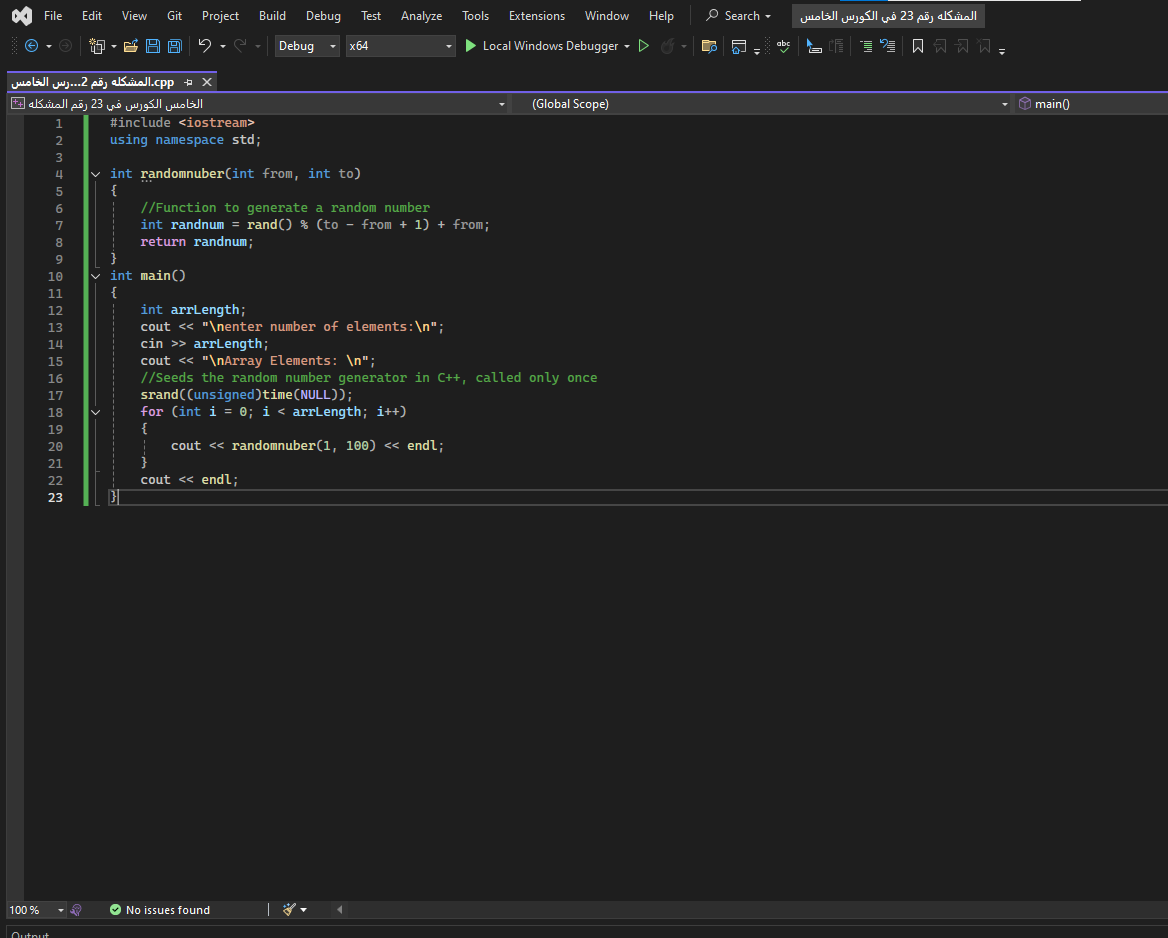 File Edit View Git Project Build Debug Test Analyze Tools Extensions Window Help Search المشكله رقم 23 في الكورس الخامس
Debug x64 Local Windows Debugger abc
المشكله رقم 2...رس الخامس.cpp
الخامس الكورس في 23 رقم المشكله (Global Scope) main()
1 #include <iostream>
2 using namespace std;
3
4 int randomnuber(int from, int to)
5 {
6 //Function to generate a random number
7 int randnum = rand() % (to - from + 1) + from;
8 return randnum;
9 }
10 int main()
11 {
12 int arrLength;
13 cout << "\nenter number of elements:\n";
14 cin >> arrLength;
15 cout << "\nArray Elements: \n";
16 //Seeds the random number generator in C++, called only once
17 srand((unsigned)time(NULL));
18 for (int i = 0; i < arrLength; i++)
19 {
20 cout << randomnuber(1, 100) << endl;
21 }
22 cout << endl;
23 }
100 % No issues found
Output